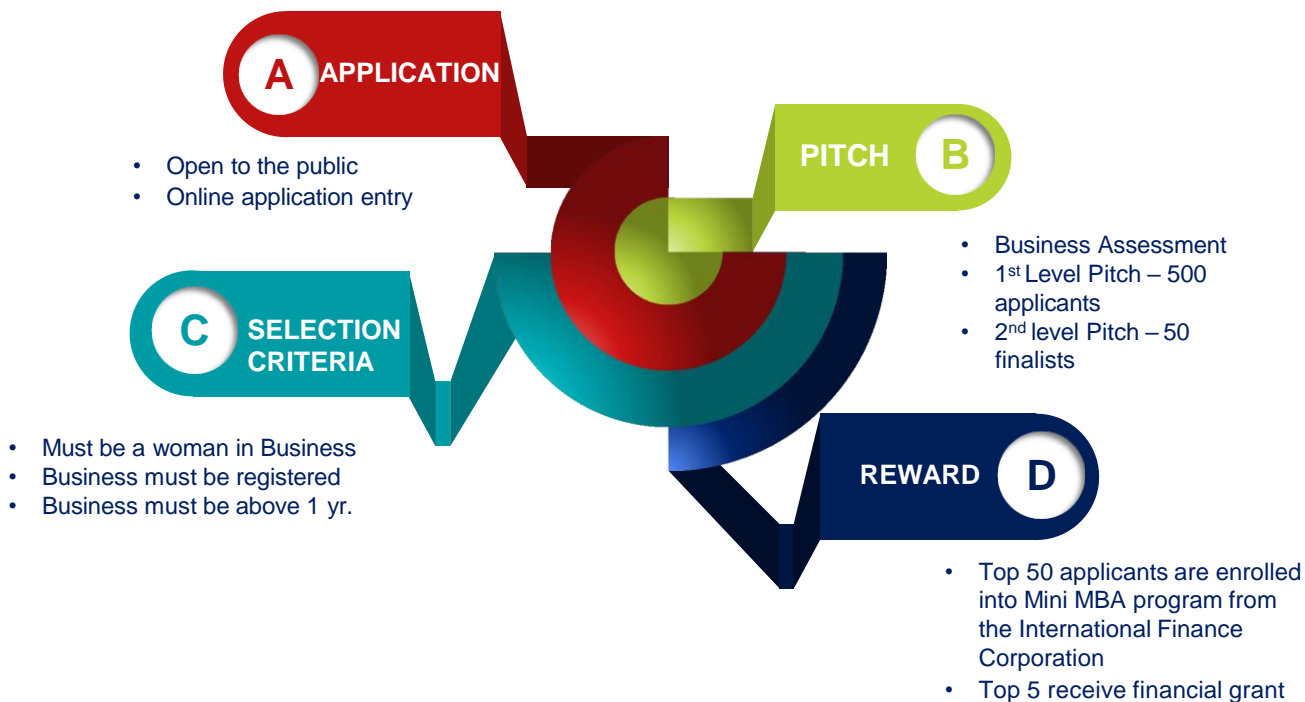 A APPLICATION
• Open to the public
• Online application entry
PITCH B
• Business Assessment
• 1st Level Pitch – 500
applicants
• 2nd level Pitch – 50
finalists
C SELECTION
CRITERIA
• Must be a woman in Business
• Business must be registered
• Business must be above 1 yr.
REWARD D
• Top 50 applicants are enrolled
into Mini MBA program from
the International Finance
Corporation
• Top 5 receive financial grant